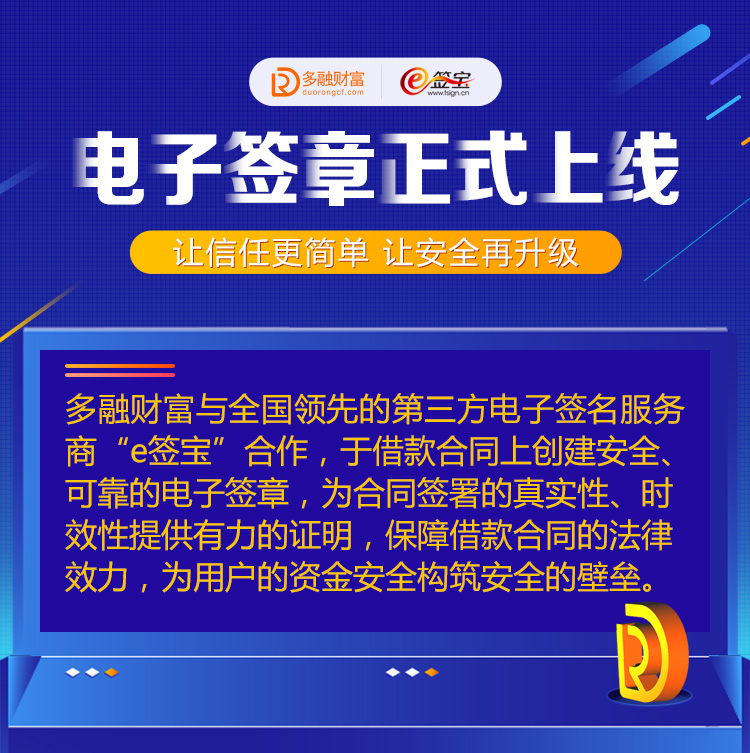 多融财富
duorongcf.com
e签宝
www.tsign.cn
电子签章正式上线
让信任更简单 让安全再升级
多融财富与全国领先的第三方电子签名服务
商“e签宝”合作，于借款合同上创建安全、
可靠的电子签章，为合同签署的真实性、时
效性提供有力的证明，保障借款合同的法律
效力，为用户的资金安全构筑安全的壁垒。